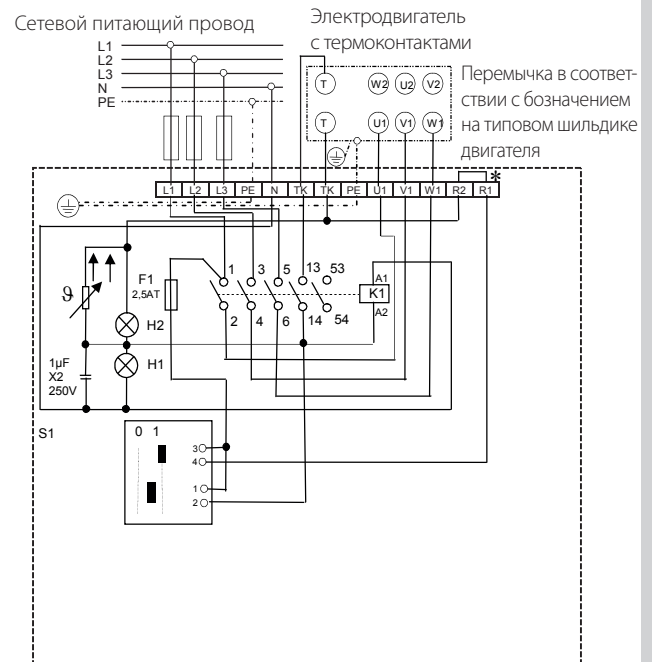 Сетевой питающий провод
Электродвигатель
с термоконтактами
L1
L2
L3
N
PE
T W2 U2 V2
T U1 V1 W1
Перемычка в соответ-
ствии с бозначением
на типовом шильдике
двигателя
*
L1 L2 L3 PE N TK TK PE U1 V1 W1 R2 R1
F1
2,5AT
1 3 5 13 53
2 4 6 14 54
A1
K1
A2
ϑ
H2
H1
1µF
X2
250V
S1
0 1
3
4
1
2